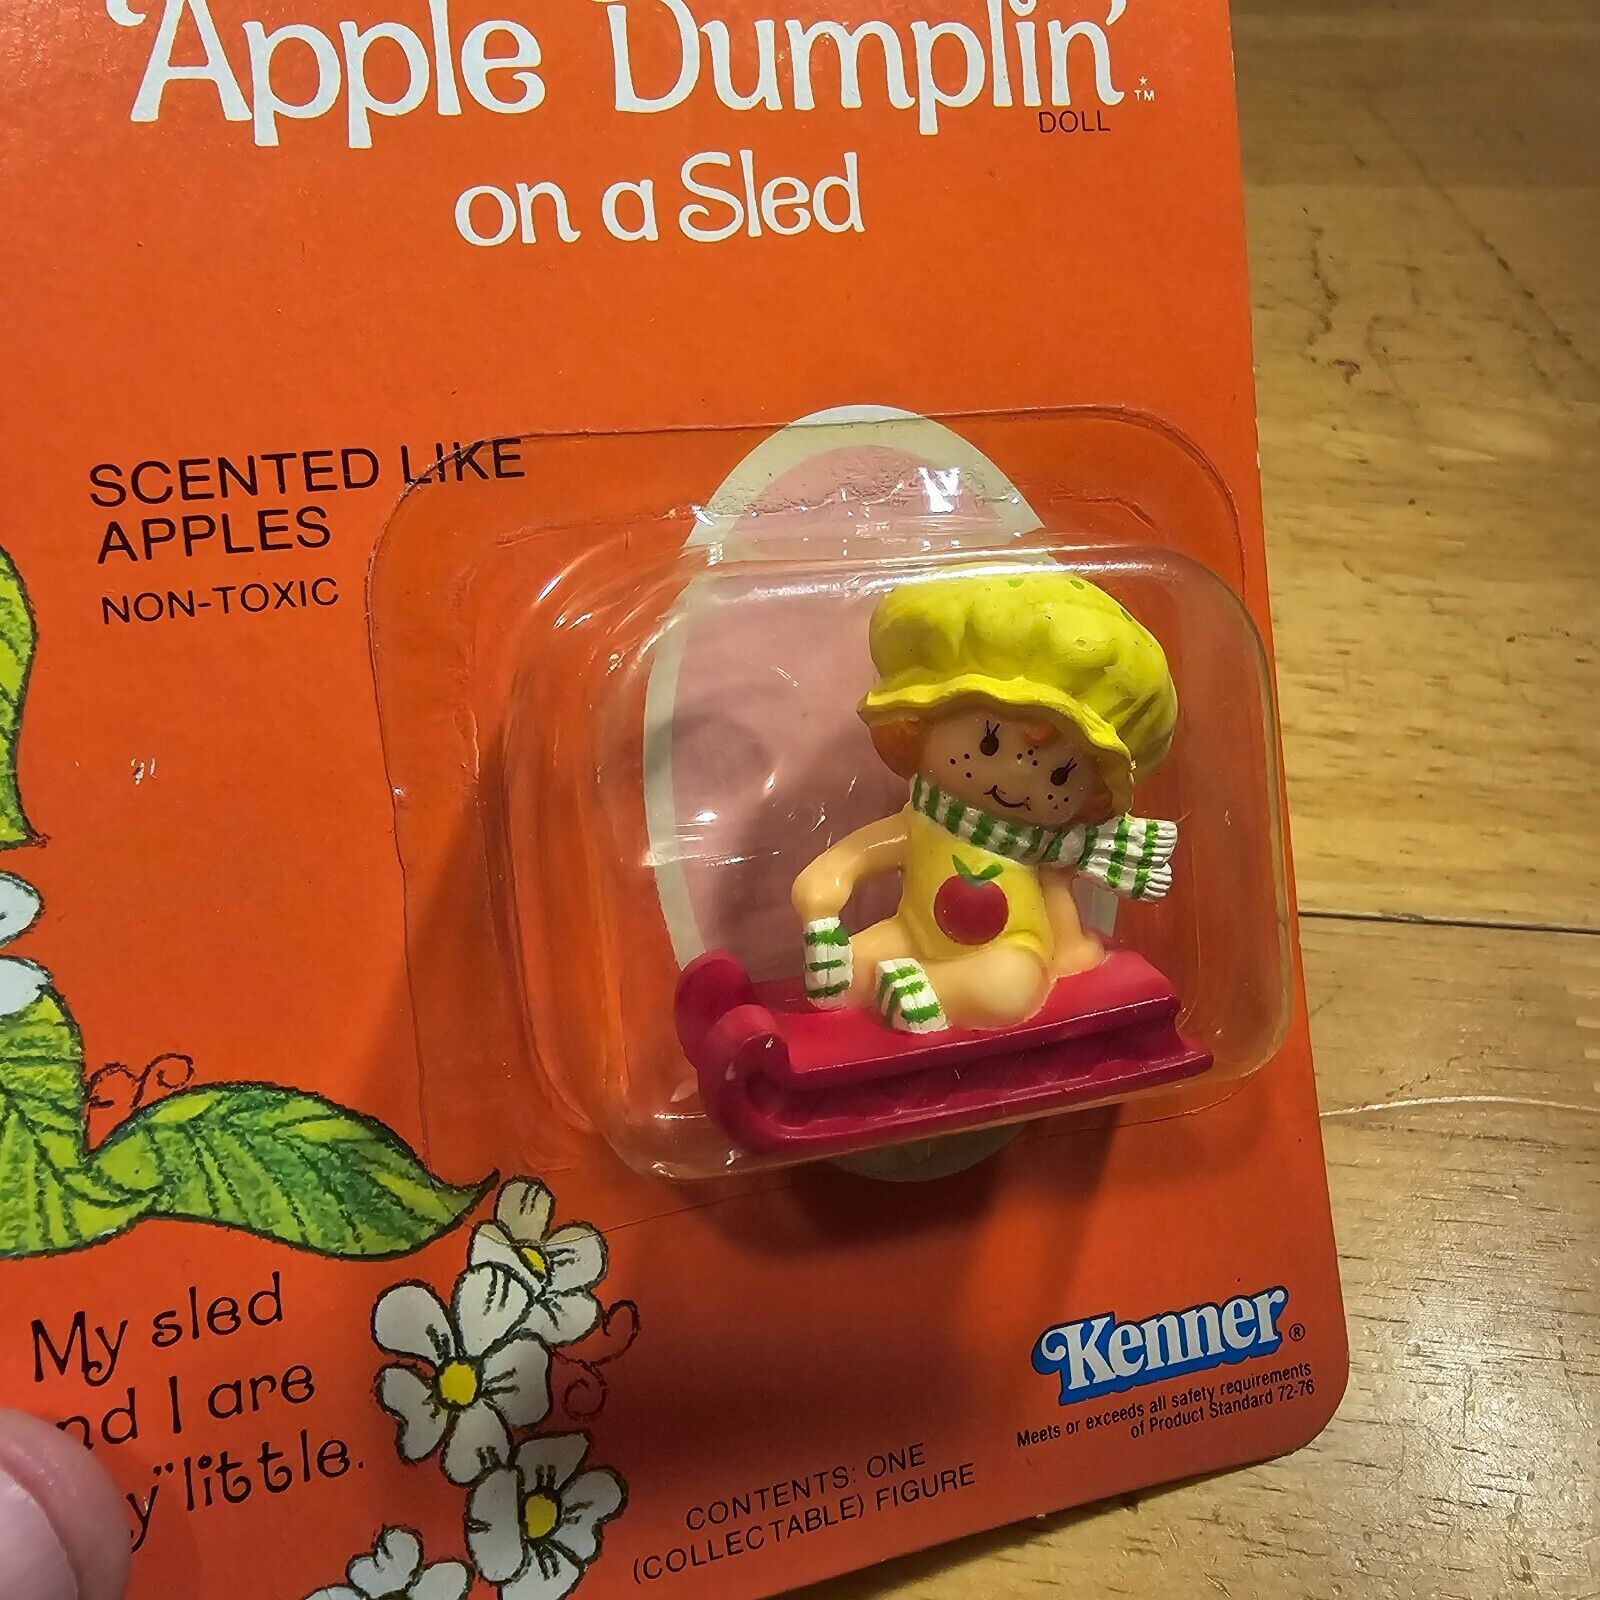 Apple Dumplin'™
DOLL
on a Sled
SCENTED LIKE
APPLES
NON-TOXIC
My sled
nd I are
y" little.
Kenner®
Meets or exceeds all safety requirements
of Product Standard 72-76
CONTENTS: ONE
(COLLECTABLE) FIGURE